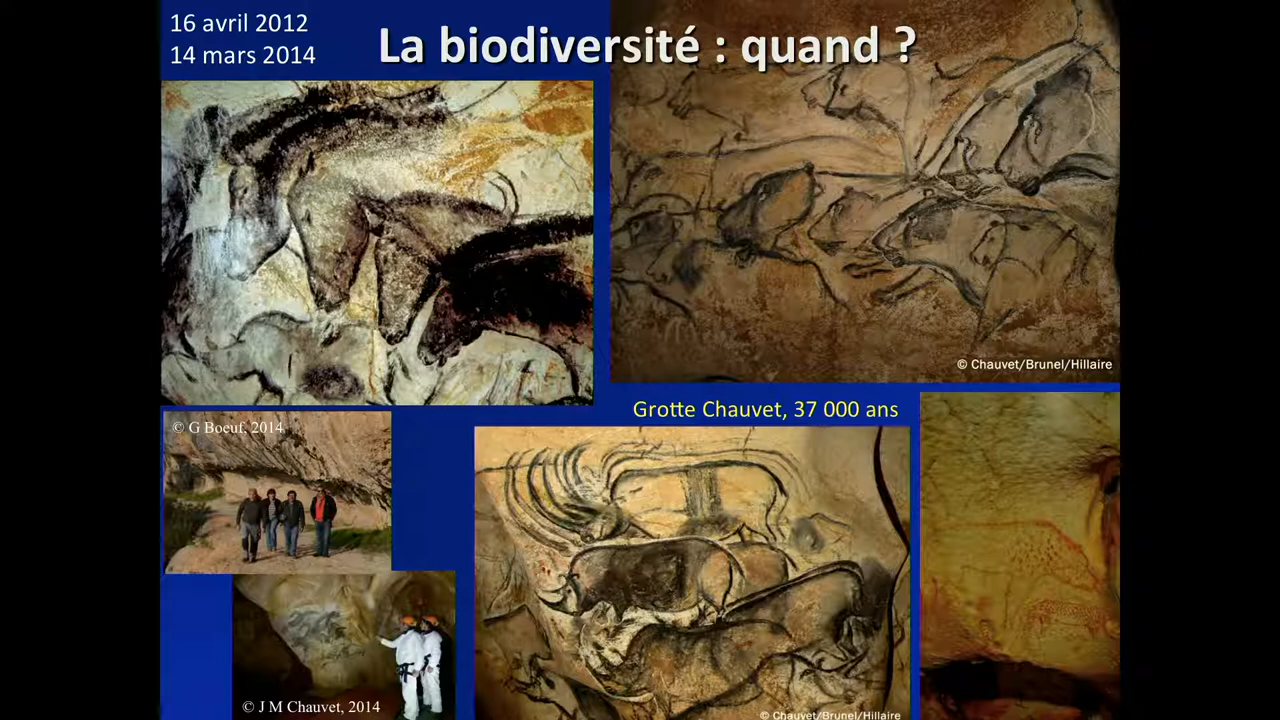 16 avril 2012
14 mars 2014
La biodiversité : quand ?
© Chauvet/Brunel/Hillaire
Grotte Chauvet, 37 000 ans
© G Boeuf, 2014
© J M Chauvet, 2014
© Chauvet/Brunel/Hillaire